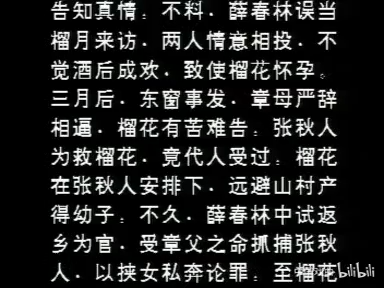 告知真情．不料．薛春林误当
榴月来访．两人情意相投．不
觉酒后成欢．致使榴花怀孕。
三月后．东窗事发．章母严辞
相逼．榴花有苦难告．张秋人
为救榴花．竟代人受过．榴花
在张秋人安排下．远避山村产
得幼子．不久．薛春林中试返
乡为官．受章父之命抓捕张秋
人．以挟女私奔论罪．至榴花
bilibili